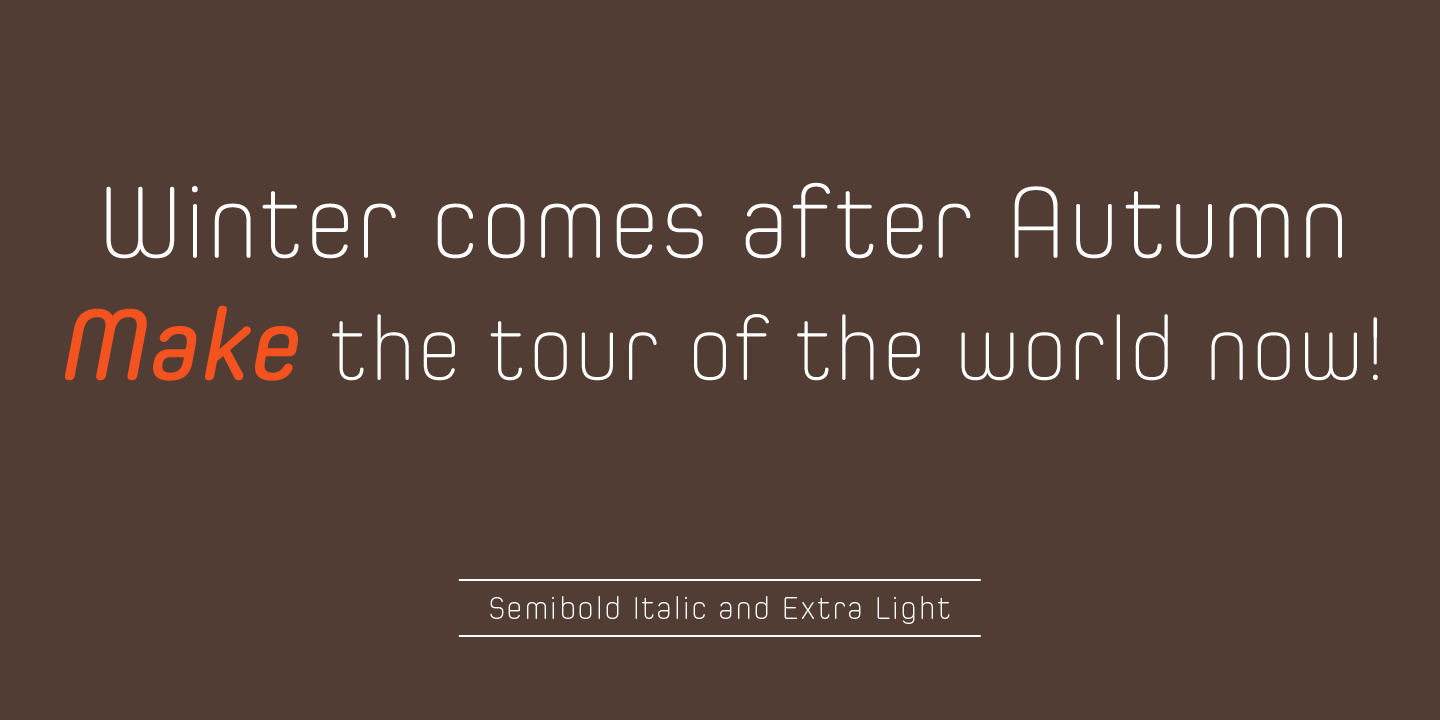 Winter comes after Autumn
Make the tour of the world now!
Semibold Italic and Extra Light